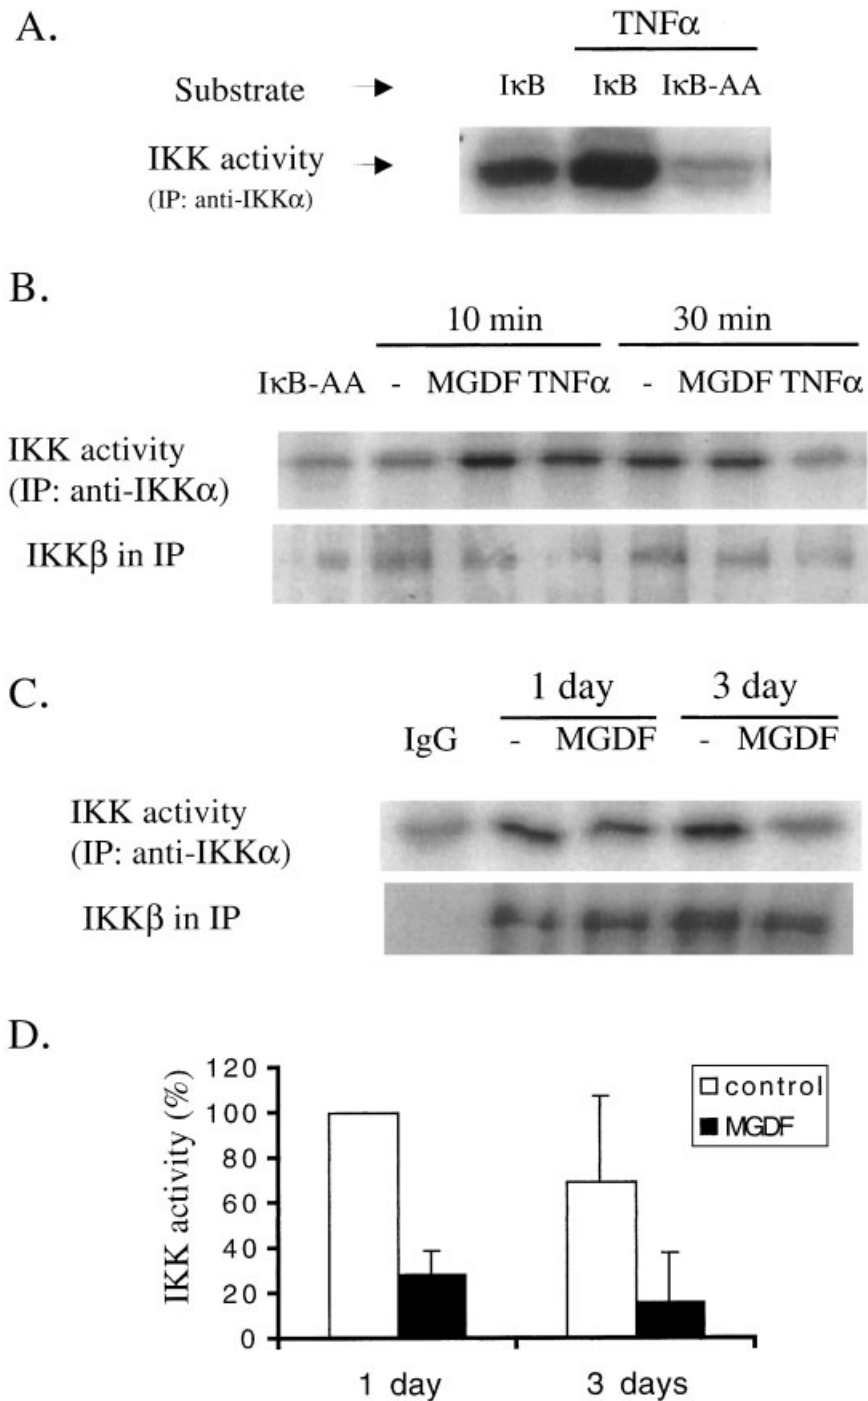 A.
TNFα
Substrate IκB IκB IκB-AA
IKK activity
(IP: anti-IKKα)
B.
10 min 30 min
IκB-AA - MGDF TNFα - MGDF TNFα
IKK activity
(IP: anti-IKKα)
IKKβ in IP
C.
1 day 3 day
IgG - MGDF - MGDF
IKK activity
(IP: anti-IKKα)
IKKβ in IP
D.
IKK activity (%)
120
100
80
60
40
20
0
control
MGDF
1 day 3 days